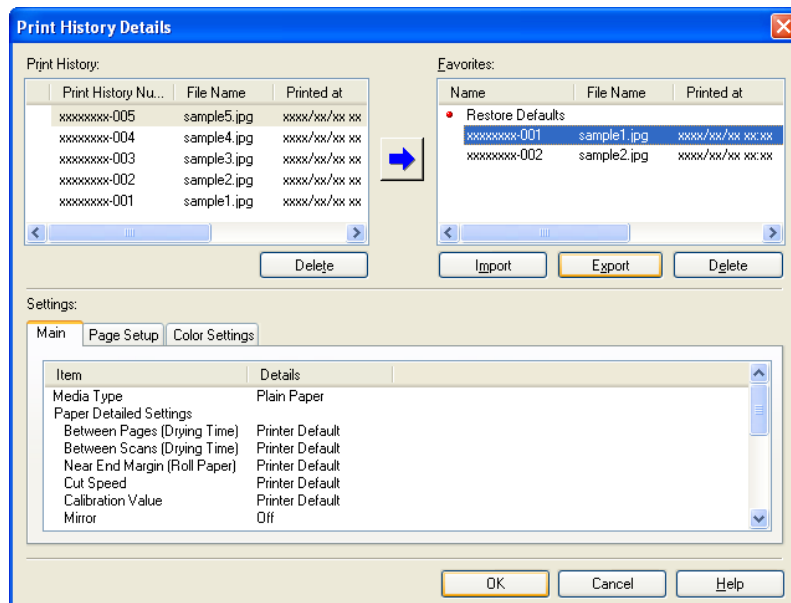 Print History Details
Print History:
Print History Nu... File Name Printed at
xxxxxxxx-005 sample5.jpg xxxx/xx/xx xx
xxxxxxxx-004 sample4.jpg xxxx/xx/xx xx
xxxxxxxx-003 sample3.jpg xxxx/xx/xx xx
xxxxxxxx-002 sample2.jpg xxxx/xx/xx xx
xxxxxxxx-001 sample1.jpg xxxx/xx/xx xx
Delete
Favorites:
Name File Name Printed at
Restore Defaults
xxxxxxxx-001 sample1.jpg xxxx/xx/xx xx:xx
xxxxxxxx-002 sample2.jpg xxxx/xx/xx xx:xx
Import Export Delete
Settings:
Main Page Setup Color Settings
Item Details
Media Type Plain Paper
Paper Detailed Settings
Between Pages (Drying Time) Printer Default
Between Scans (Drying Time) Printer Default
Near End Margin (Roll Paper) Printer Default
Cut Speed Printer Default
Calibration Value Printer Default
Mirror Off
OK Cancel Help